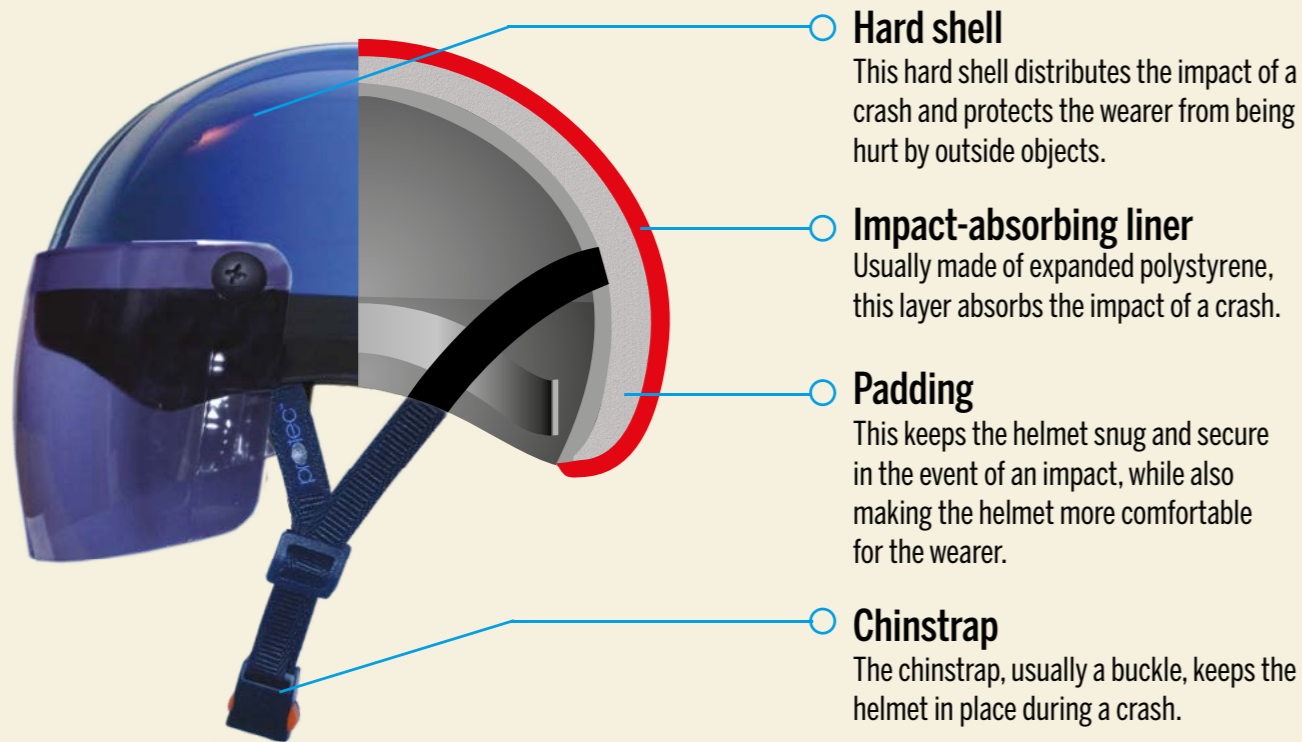 Hard shell
This hard shell distributes the impact of a
crash and protects the wearer from being
hurt by outside objects.
Impact-absorbing liner
Usually made of expanded polystyrene,
this layer absorbs the impact of a crash.
Padding
This keeps the helmet snug and secure
in the event of an impact, while also
making the helmet more comfortable
for the wearer.
Chinstrap
The chinstrap, usually a buckle, keeps the
helmet in place during a crash.
protec